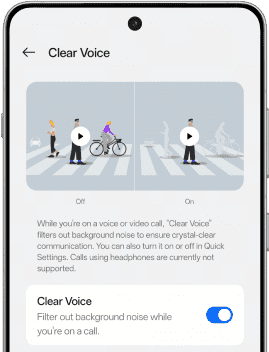 Clear Voice
Off
On
While you're on a voice or video call, "Clear Voice"
filters out background noise to ensure crystal-clear
communication. You can also turn it on or off in Quick
Settings. Calls using headphones are currently not
supported.
Clear Voice
Filter out background noise while
you're on a call.